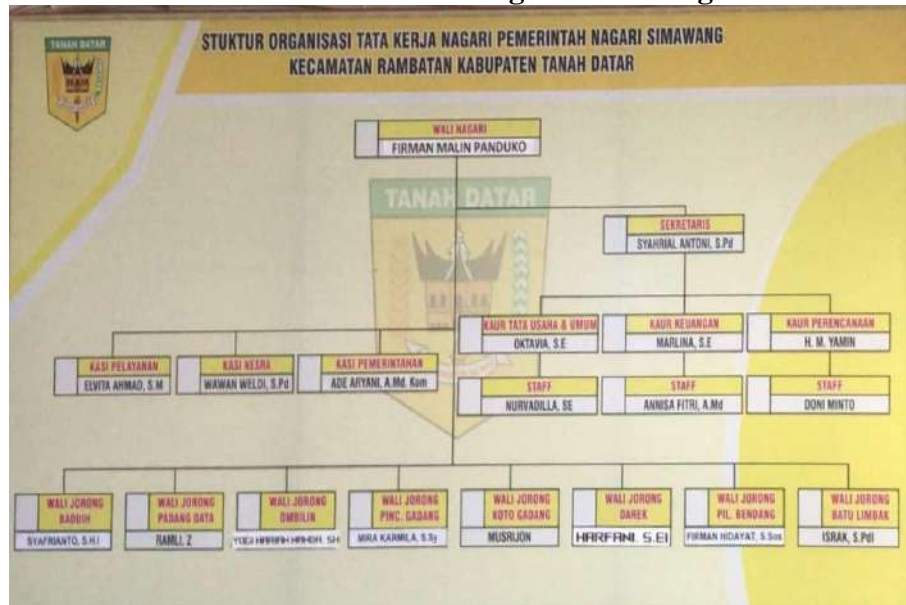 TANAH DATAR
STUKTUR ORGANISASI TATA KERJA NAGARI PEMERINTAH NAGARI SIMAWANG
KECAMATAN RAMBATAN KABUPATEN TANAH DATAR
WALI NAGARI
FIRMAN MALIN PANDUKO
TANAH DATAR
SEKRETARIS
SYAHRIAL ANTONI, S.Pd
KAUR TATA USAHA & UMUM
OKTAVIA, S.E
KAUR KEUANGAN
MARLINA, S.E
KAUR PERENCANAAN
H. M. YAMIN
KASI PELAYANAN
ELVITA AHMAD, S.M
KASI KESRA
WAWAN WELDI, S.Pd
KASI PEMERINTAHAN
ADE ARYANI, A.Md. Kom
STAFF
NURVADILLA, SE
STAFF
ANNISA FITRI, A.Md
STAFF
DONI MINTO
WALI JORONG
BADUIH
SYAFRIANTO, S.H.I
WALI JORONG
PADANG DATA
RAMLI. Z
WALI JORONG
OMBILIN
SH
WALI JORONG
PINC. GADANG
MIRA KARMILA, S.Sy
WALI JORONG
KOTO GADANG
MUSRIJON
WALI JORONG
DAREK
HARFANI. S.EI
WALI JORONG
PIL. BENDANG
FIRMAN HIDAYAT, S.Sos
WALI JORONG
BATU LIMBAK
ISRAK, S.PdI